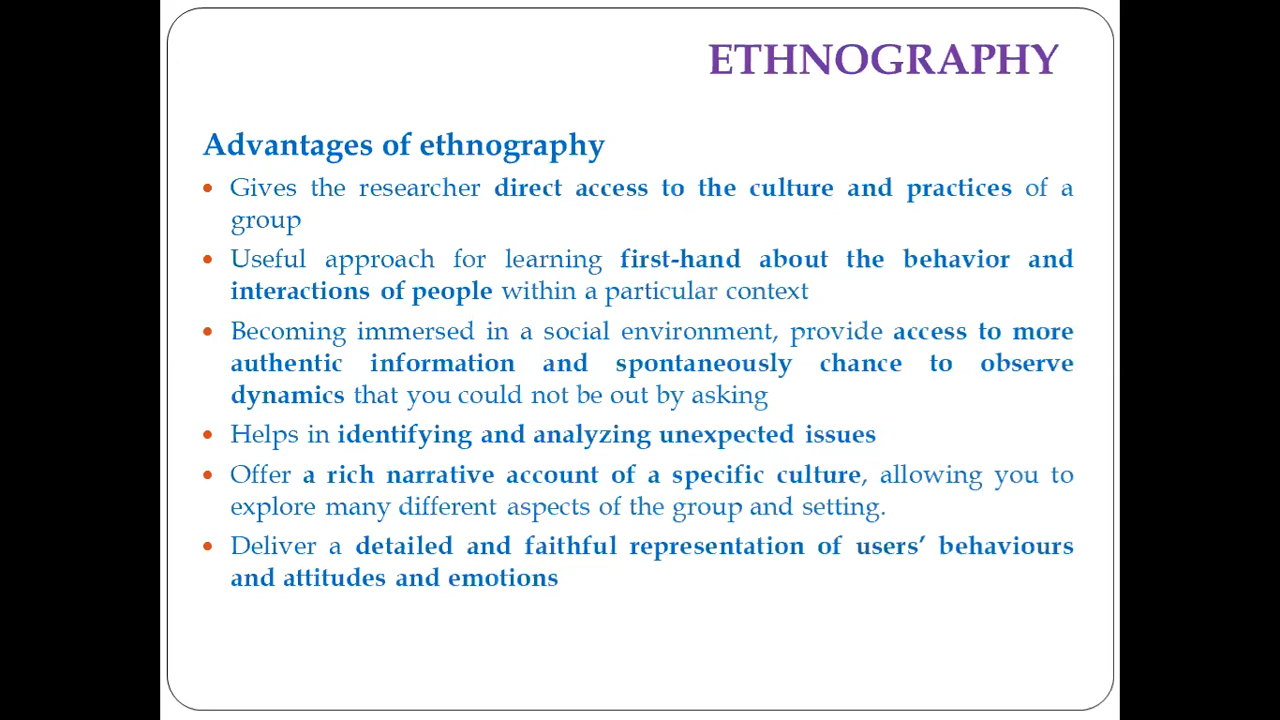 ETHNOGRAPHY
Advantages of ethnography
• Gives the researcher direct access to the culture and practices of a
group
• Useful approach for learning first-hand about the behavior and
interactions of people within a particular context
• Becoming immersed in a social environment, provide access to more
authentic information and spontaneously chance to observe
dynamics that you could not be out by asking
• Helps in identifying and analyzing unexpected issues
• Offer a rich narrative account of a specific culture, allowing you to
explore many different aspects of the group and setting.
• Deliver a detailed and faithful representation of users’ behaviours
and attitudes and emotions